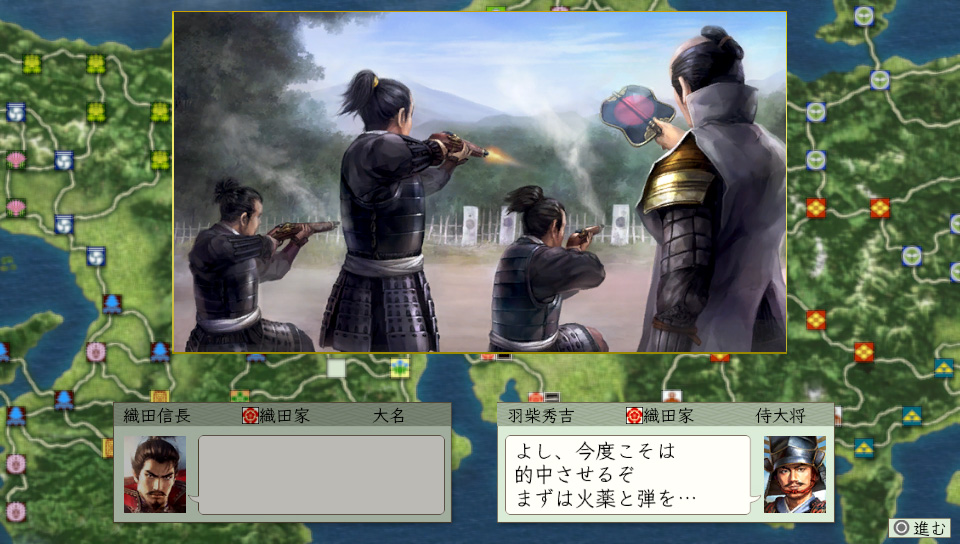 織田信長 織田家 大名
羽柴秀吉 織田家 侍大将
よし、今度こそは
的中させるぞ
まずは火薬と弾を…
進む